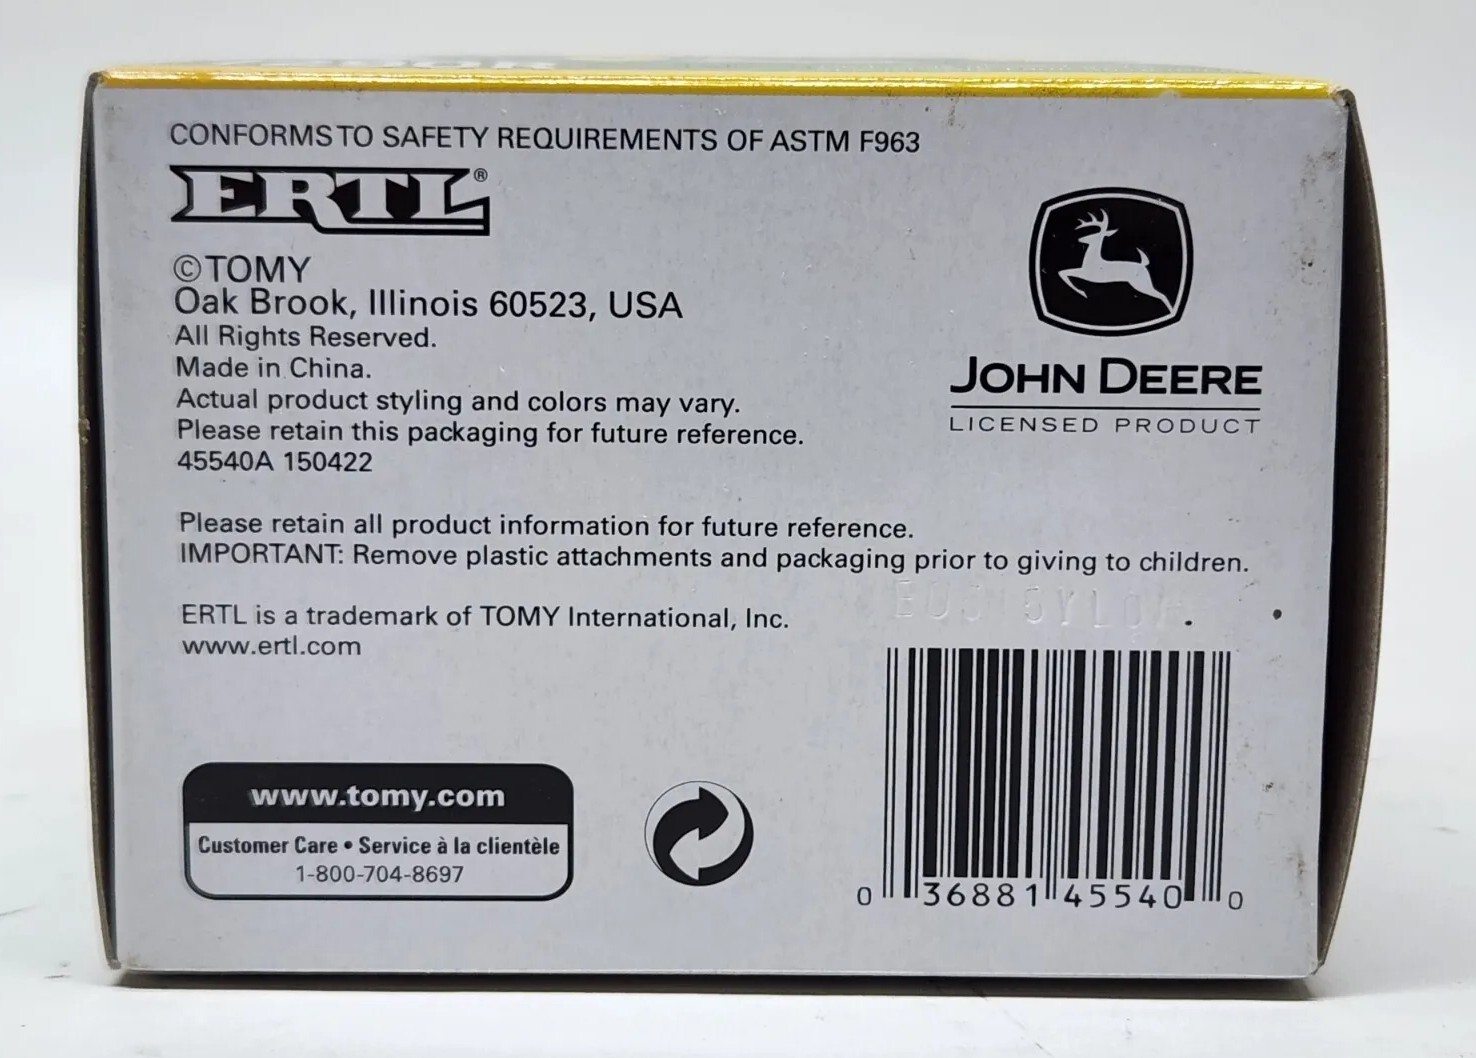 CONFORMS TO SAFETY REQUIREMENTS OF ASTM F963
ERTL®
©TOMY
Oak Brook, Illinois 60523, USA
All Rights Reserved.
Made in China.
Actual product styling and colors may vary.
Please retain this packaging for future reference.
45540A 150422
JOHN DEERE
LICENSED PRODUCT
Please retain all product information for future reference.
IMPORTANT: Remove plastic attachments and packaging prior to giving to children.
ERTL is a trademark of TOMY International, Inc.
www.ertl.com
www.tomy.com
Customer Care • Service à la clientèle
1-800-704-8697
0 36881 45540 0